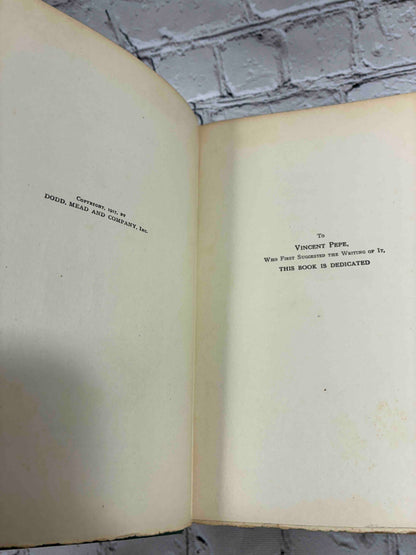 Copyright, 1917, by
DODD, MEAD AND COMPANY, Inc.
To
Vincent Pepe,
Who First Suggested the Writing of It,
THIS BOOK IS DEDICATED